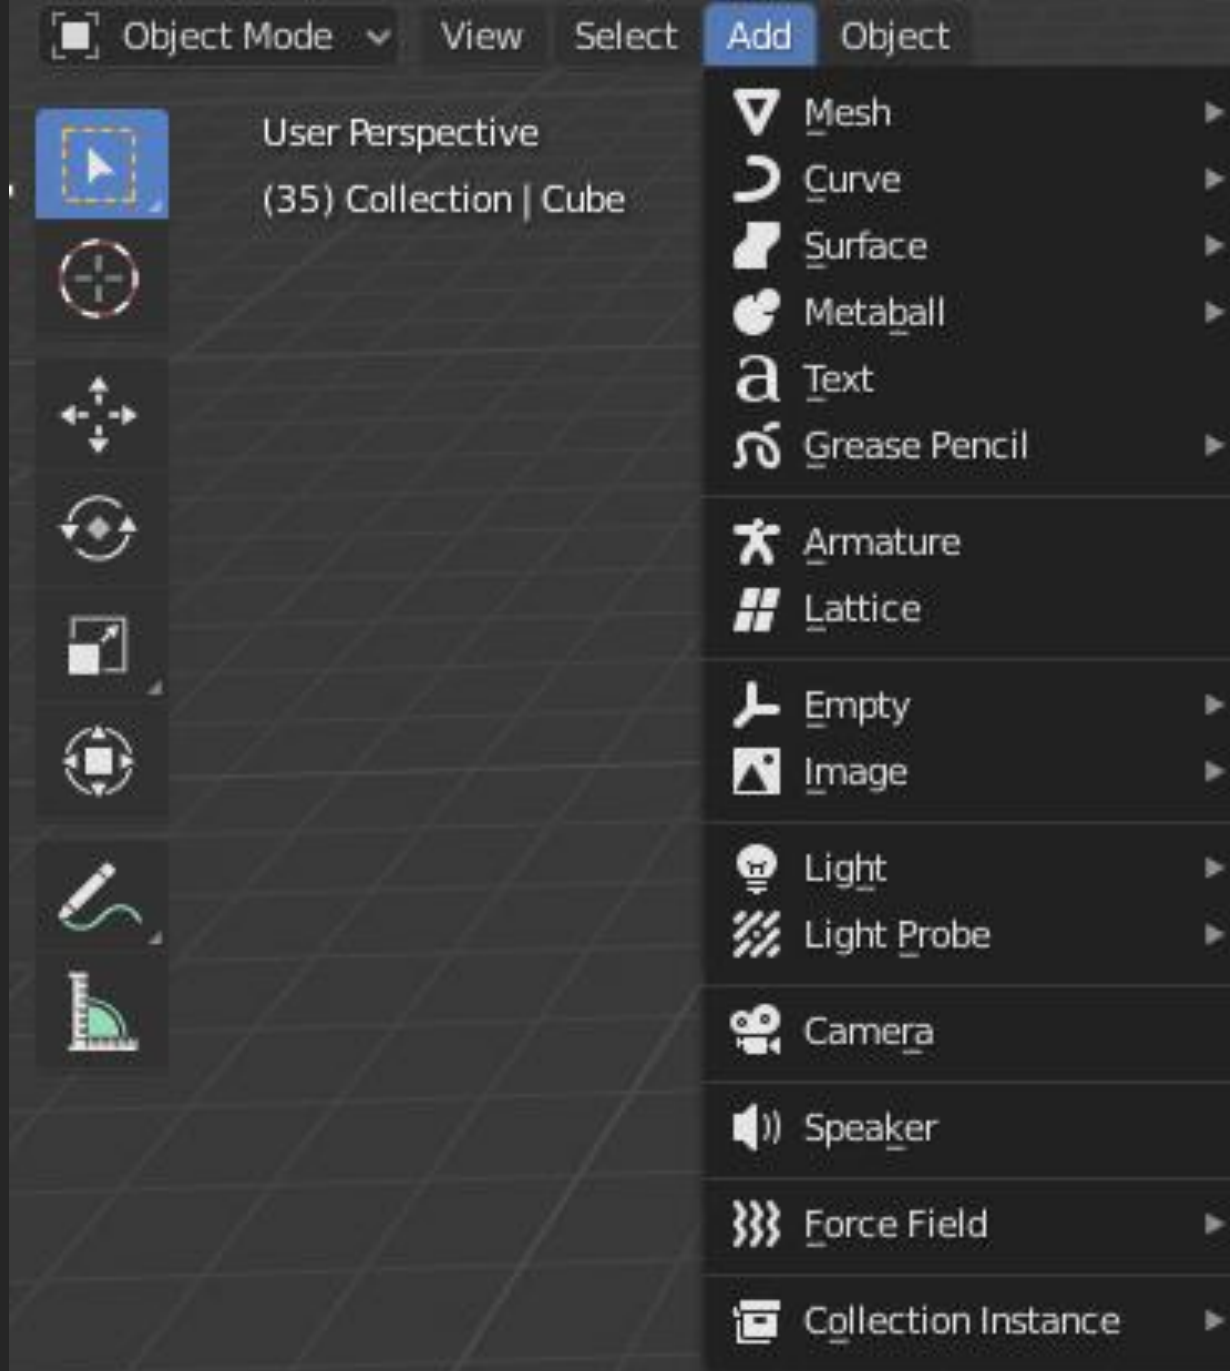 Object Mode View Select Add Object
User Perspective
(35) Collection | Cube
Mesh
Curve
Surface
Metaball
Text
Grease Pencil
Armature
Lattice
Empty
Image
Light
Light Probe
Camera
Speaker
Force Field
Collection Instance